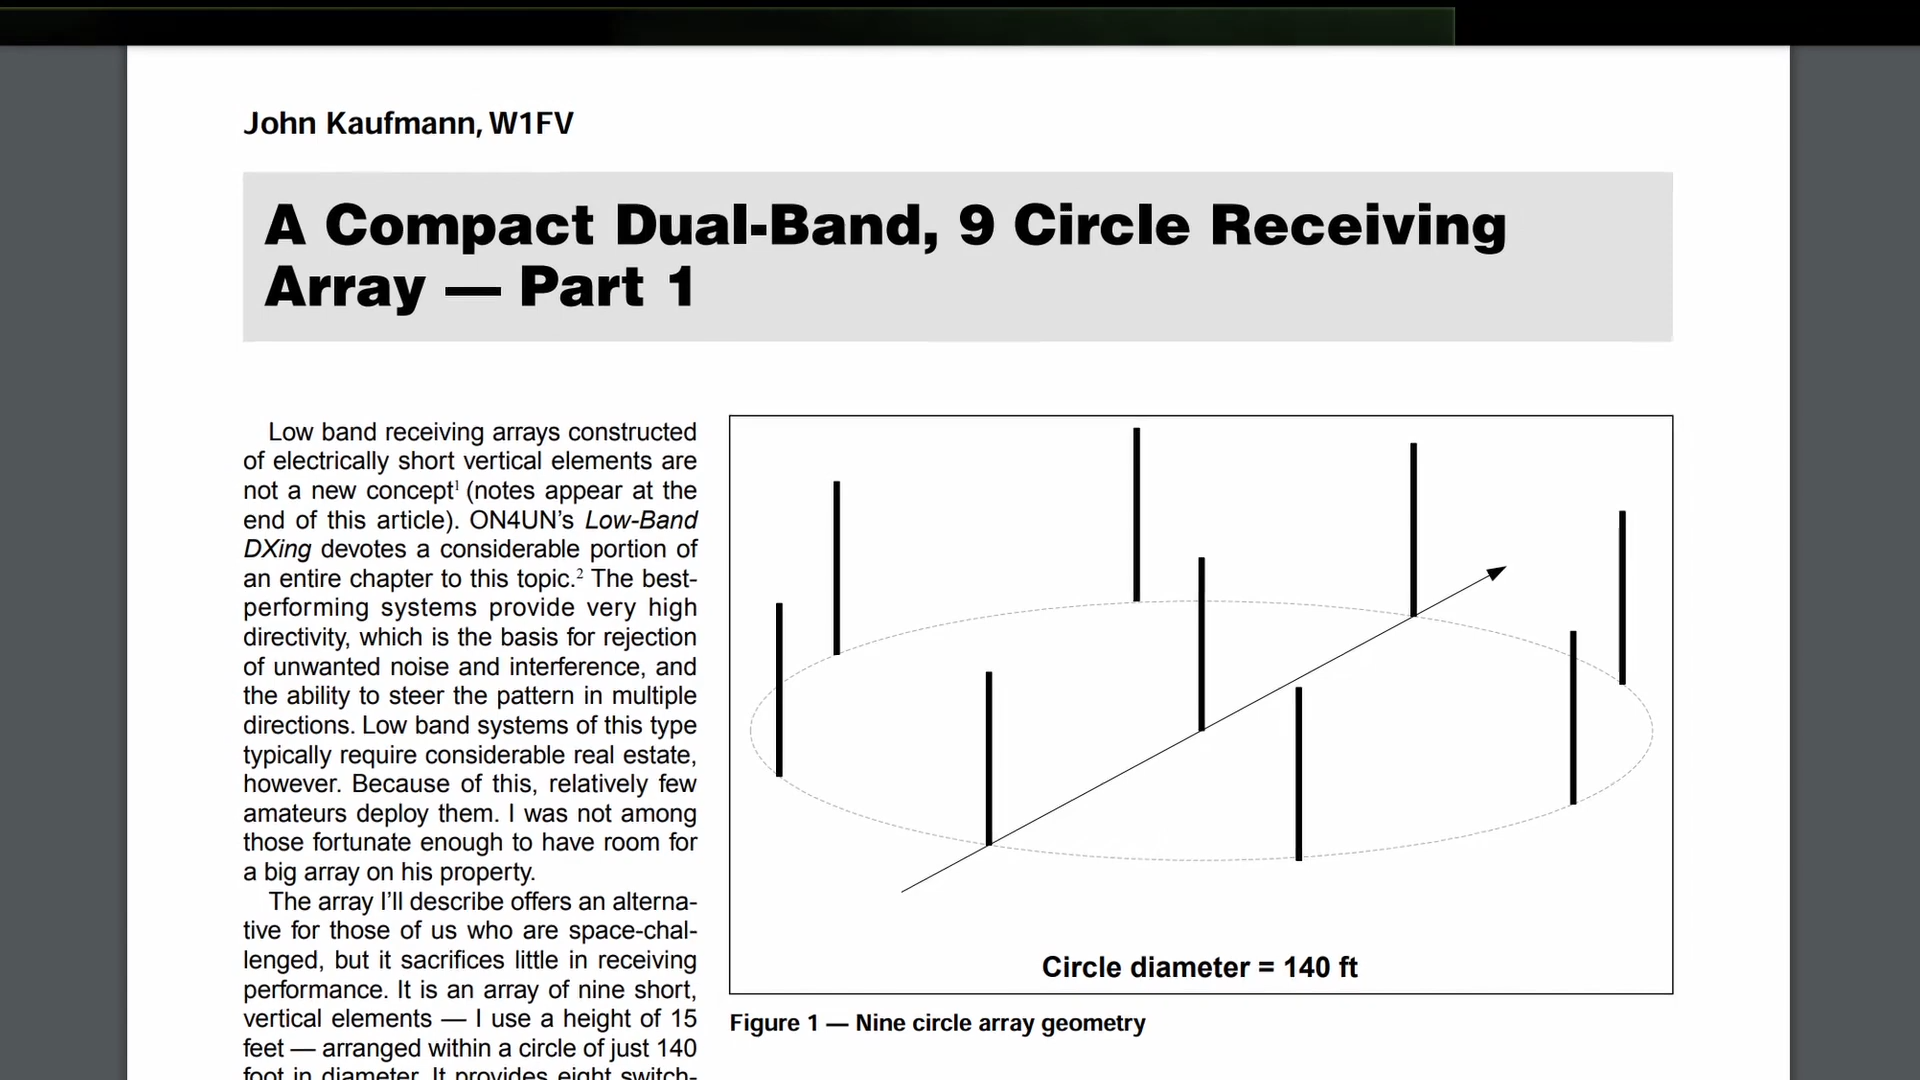 John Kaufmann, W1FV
A Compact Dual-Band, 9 Circle Receiving
Array — Part 1
Low band receiving arrays constructed
of electrically short vertical elements are
not a new concept¹ (notes appear at the
end of this article). ON4UN’s Low-Band
DXing devotes a considerable portion of
an entire chapter to this topic.² The best-
performing systems provide very high
directivity, which is the basis for rejection
of unwanted noise and interference, and
the ability to steer the pattern in multiple
directions. Low band systems of this type
typically require considerable real estate,
however. Because of this, relatively few
amateurs deploy them. I was not among
those fortunate enough to have room for
a big array on his property.
The array I’ll describe offers an alterna-
tive for those of us who are space-chal-
lenged, but it sacrifices little in receiving
performance. It is an array of nine short,
vertical elements — I use a height of 15
feet — arranged within a circle of just 140
foot in diameter. It provides eight switch-
Circle diameter = 140 ft
Figure 1 — Nine circle array geometry